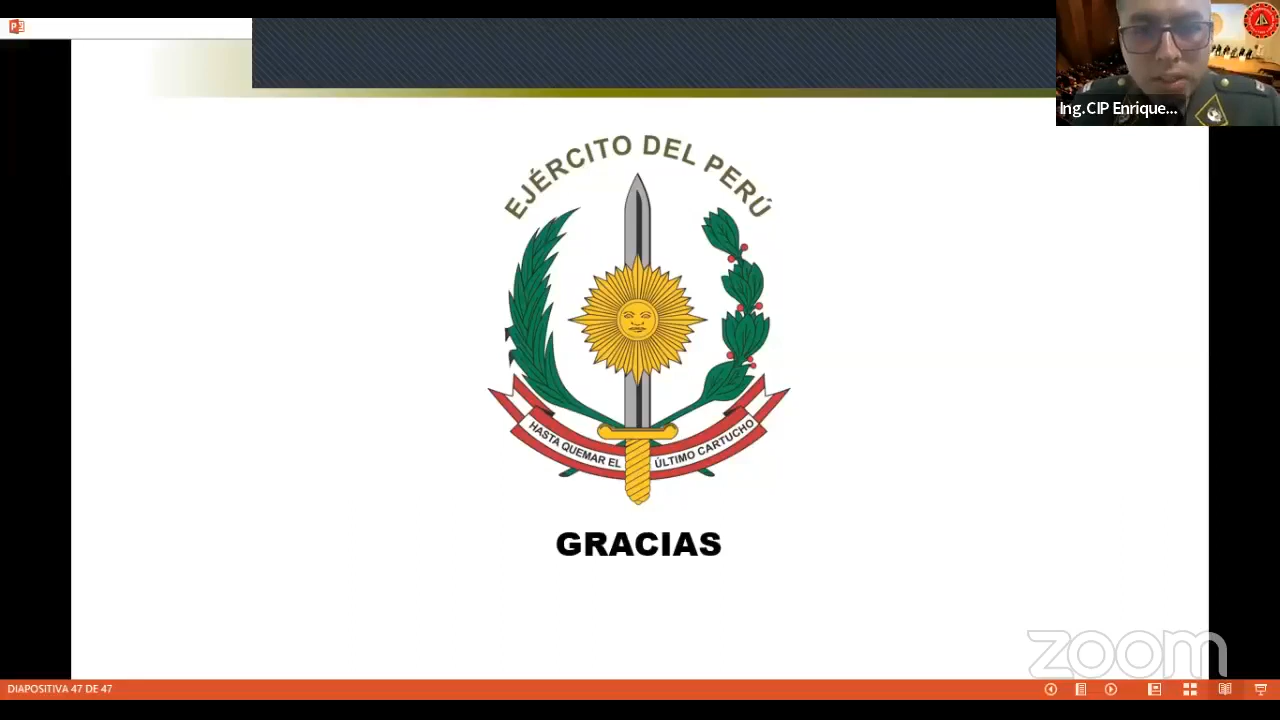 Ing.CIP Enrique...
EJÉRCITO DEL PERÚ
HASTA QUEMAR EL ÚLTIMO CARTUCHO
GRACIAS
zoom
DIAPOSITIVA 47 DE 47